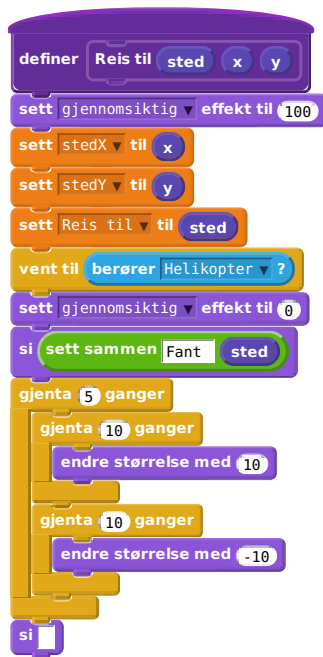 definer Reis til sted x y
sett gjennomsiktig ▾ effekt til 100
sett stedX ▾ til x
sett stedY ▾ til y
sett Reis til ▾ til sted
vent til berører Helikopter ▾ ?
sett gjennomsiktig ▾ effekt til 0
si sett sammen Fant sted
gjenta 5 ganger
gjenta 10 ganger
endre størrelse med 10
gjenta 10 ganger
endre størrelse med -10
si